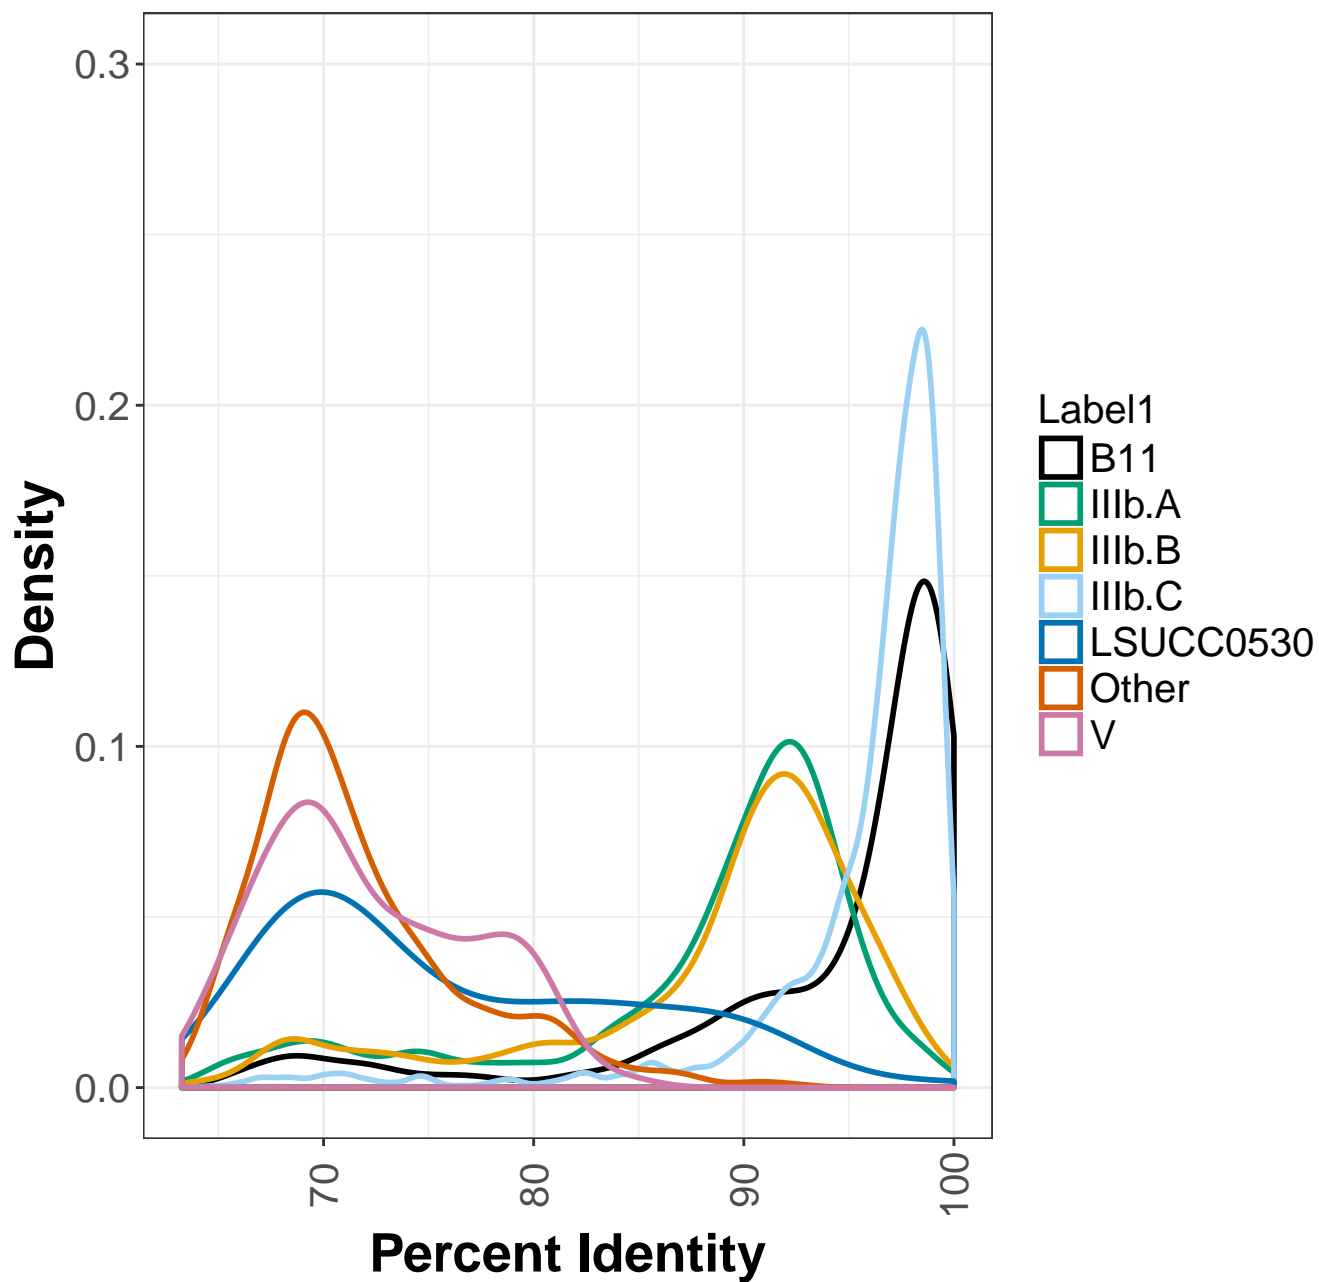 0.3
0.2
0.1
0.0
Density
70
80
90
100
Percent Identity
Label1
B11
IIIb.A
IIIb.B
IIIb.C
LSUCC0530
Other
V